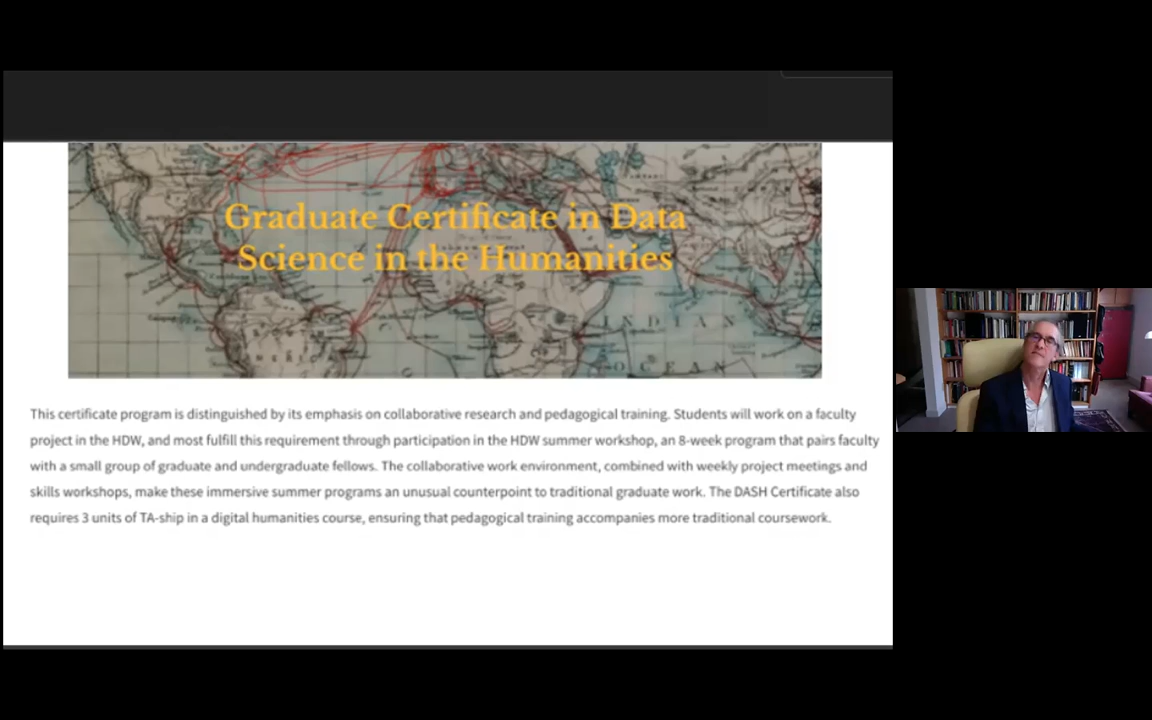 Graduate Certificate in Data
Science in the Humanities
INDIAN
OCEAN
AMERICA
This certificate program is distinguished by its emphasis on collaborative research and pedagogical training. Students will work on a faculty
project in the HDW, and most fulfill this requirement through participation in the HDW summer workshop, an 8-week program that pairs faculty
with a small group of graduate and undergraduate fellows. The collaborative work environment, combined with weekly project meetings and
skills workshops, make these immersive summer programs an unusual counterpoint to traditional graduate work. The DASH Certificate also
requires 3 units of TA-ship in a digital humanities course, ensuring that pedagogical training accompanies more traditional coursework.